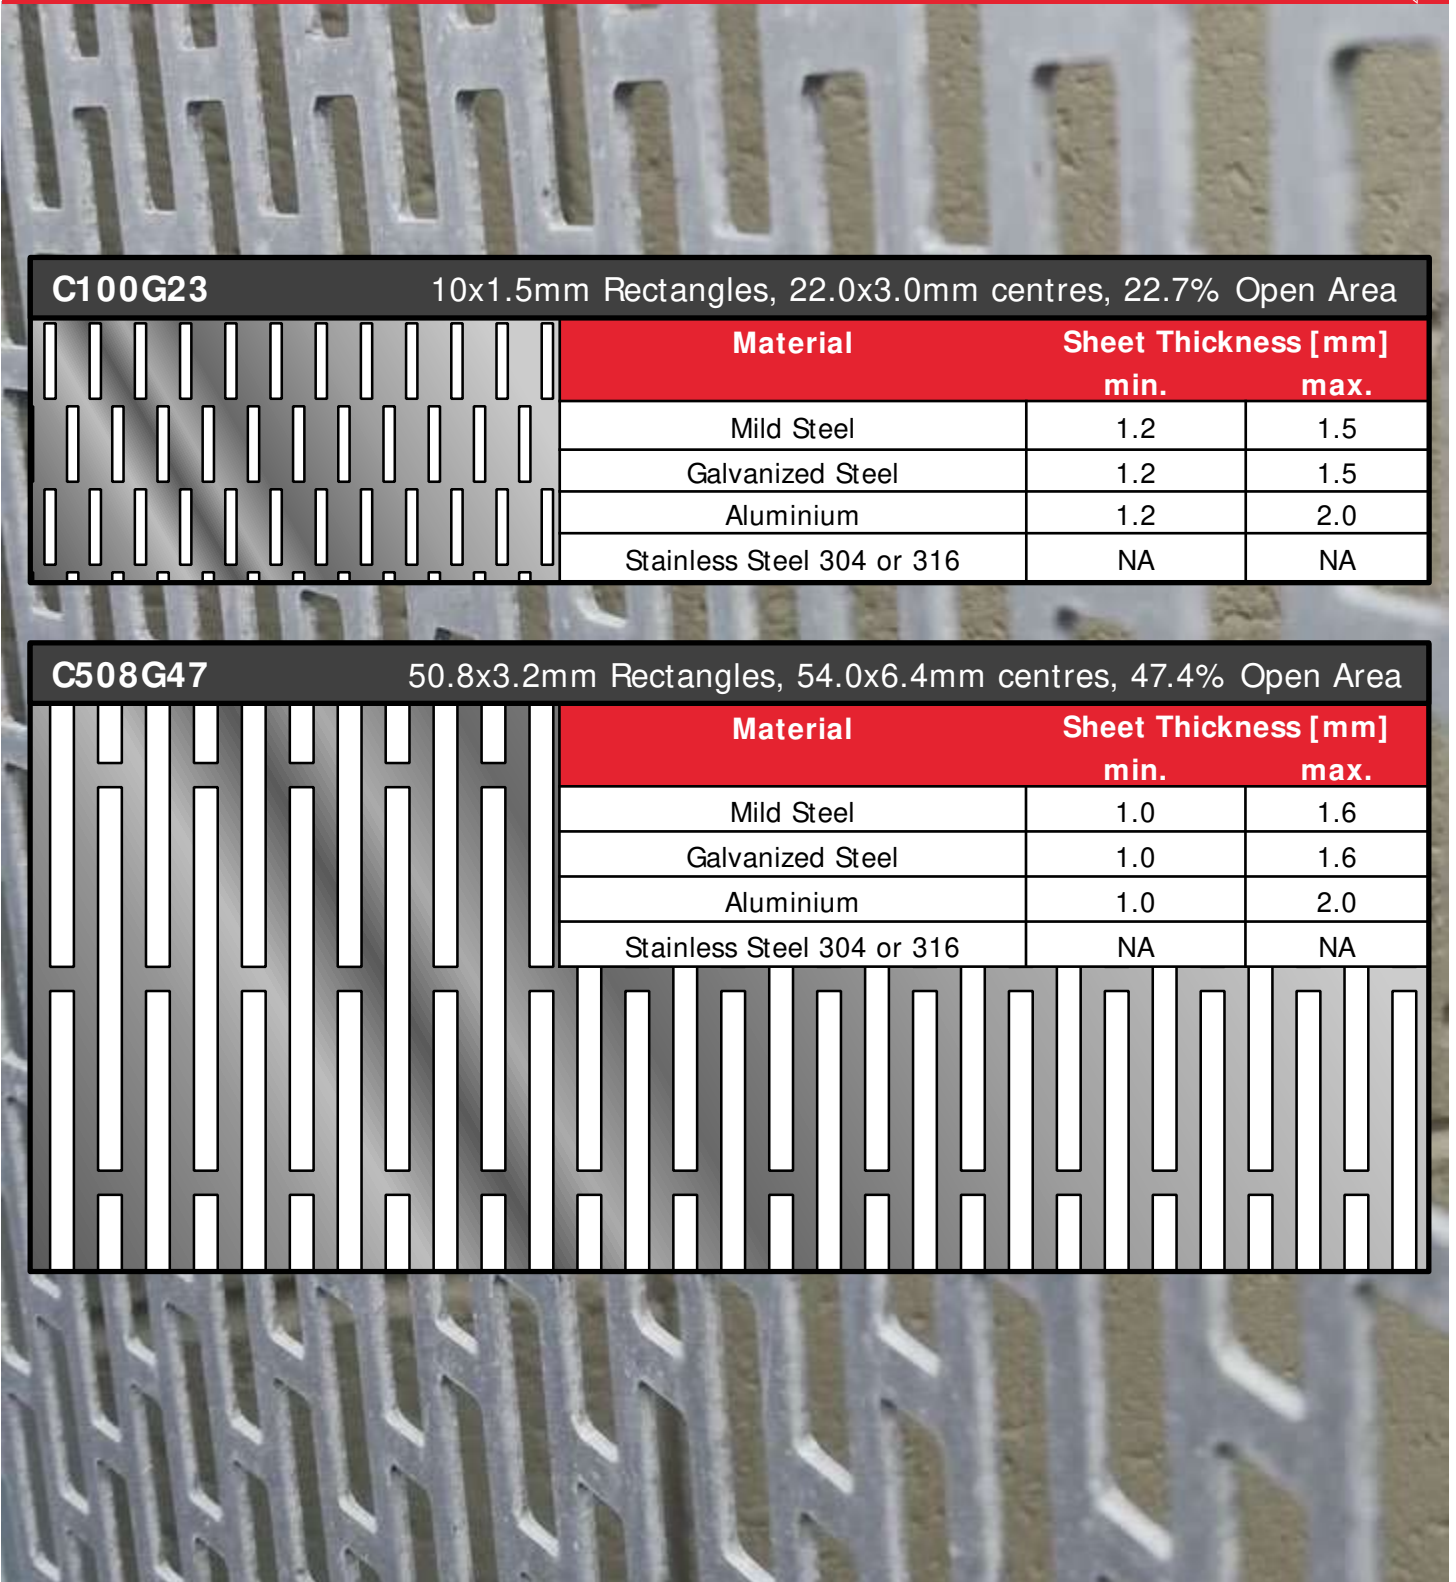 C100G23 10x1.5mm Rectangles, 22.0x3.0mm centres, 22.7% Open Area
Material Sheet Thickness [mm]
min. max.
Mild Steel 1.2 1.5
Galvanized Steel 1.2 1.5
Aluminium 1.2 2.0
Stainless Steel 304 or 316 NA NA
C508G47 50.8x3.2mm Rectangles, 54.0x6.4mm centres, 47.4% Open Area
Material Sheet Thickness [mm]
min. max.
Mild Steel 1.0 1.6
Galvanized Steel 1.0 1.6
Aluminium 1.0 2.0
Stainless Steel 304 or 316 NA NA